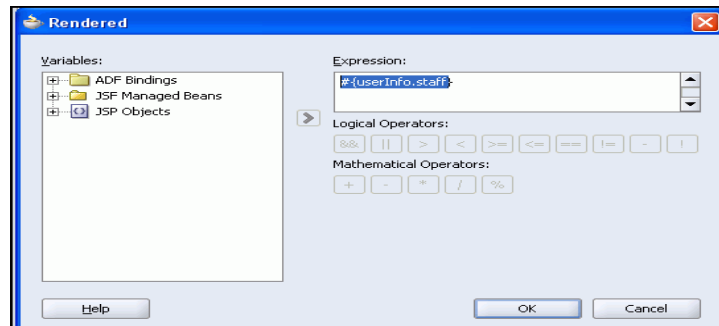 Rendered
Variables:
ADF Bindings
JSF Managed Beans
JSP Objects
Expression:
#{userInfo.staff}
Logical Operators:
&& || > < >= <= == != - !
Mathematical Operators:
+ - * / %
Help
OK
Cancel